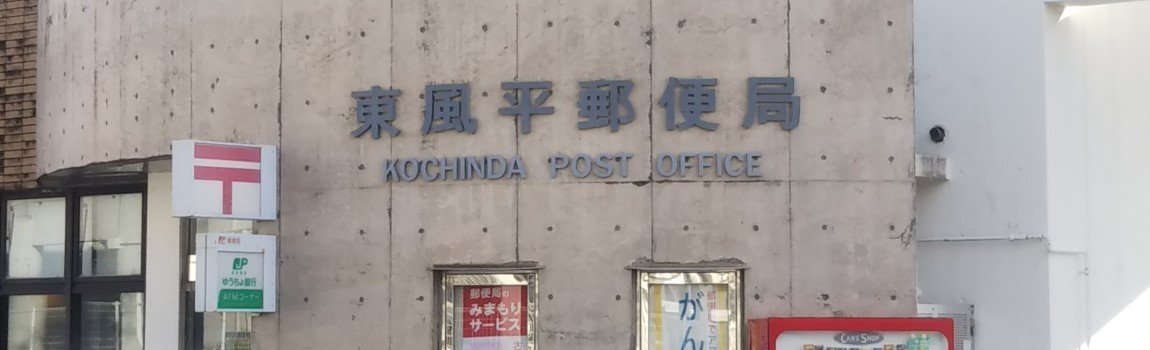 東風平郵便局
KOCHINDA POST OFFICE
〒
郵便局
JP
ゆうちょ銀行
ATMコーナー
郵便局の
みまもり
サービス
がん
CAN'S SHOP